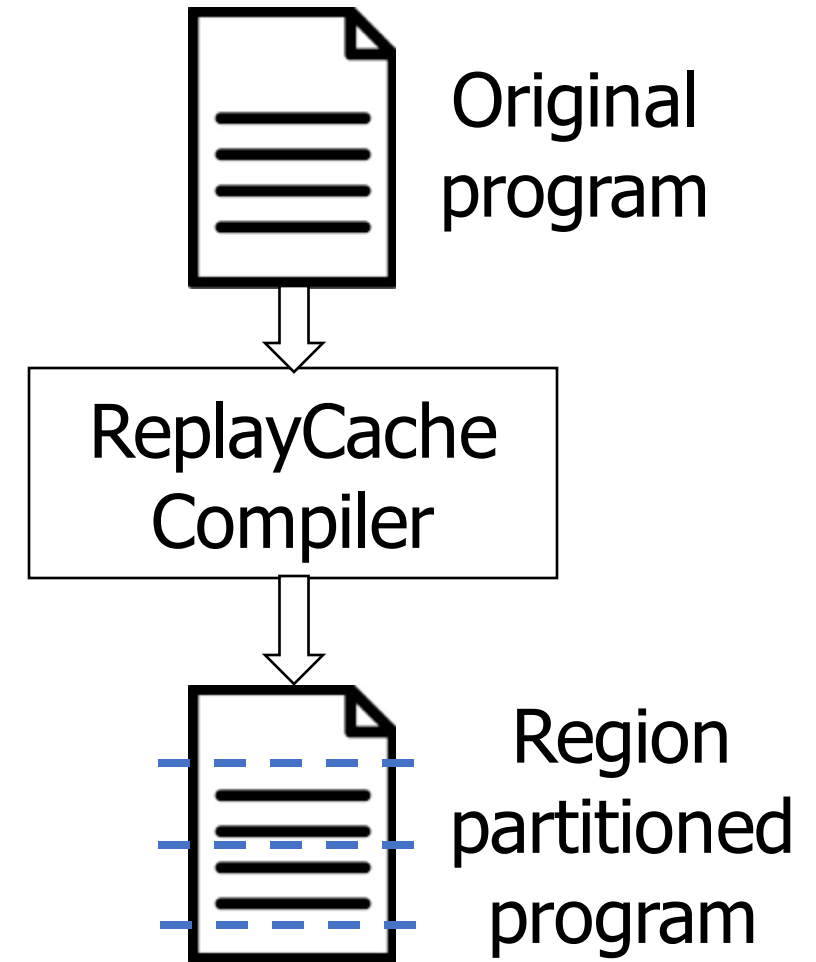 Original
program
ReplayCache
Compiler
Region
partitioned
program